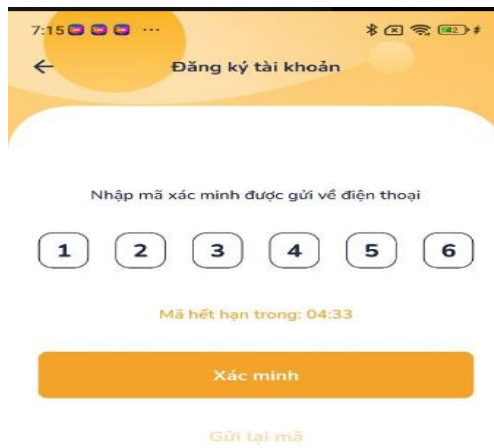 7:15 ...
42
Đăng ký tài khoản
Nhập mã xác minh được gửi về điện thoại
1 2 3 4 5 6
Mã hết hạn trong: 04:33
Xác minh
Gửi lại mã